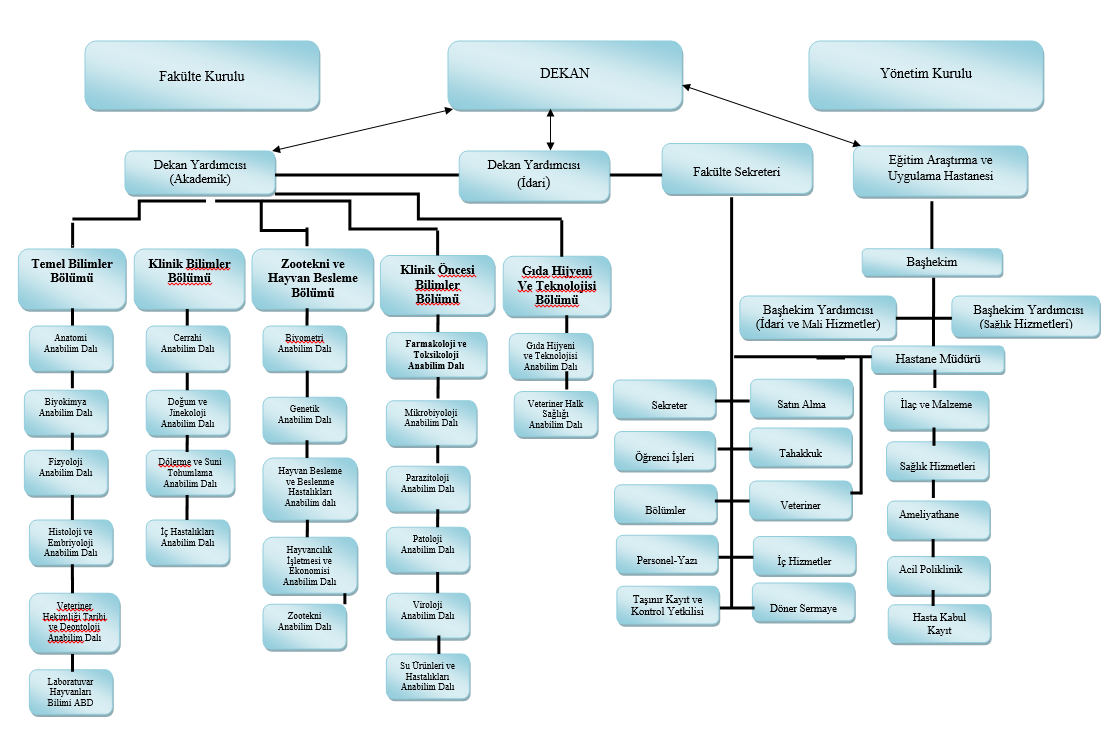 Fakülte Kurulu
DEKAN
Yönetim Kurulu
Dekan Yardımcısı
(Akademik)
Dekan Yardımcısı
(İdari)
Fakülte Sekreteri
Eğitim Araştırma ve
Uygulama Hastanesi
Temel Bilimler
Bölümü
Anatomi
Anabilim Dalı
Biyokimya
Anabilim Dalı
Fizyoloji
Anabilim Dalı
Histoloji ve
Embriyoloji
Anabilim Dalı
Veteriner
Hekimliği Tarihi
ve Deontoloji
Anabilim Dalı
Laboratuvar
Hayvanları
Bilimi ABD
Klinik Bilimler
Bölümü
Cerrahi
Anabilim Dalı
Doğum ve
Jinekoloji
Anabilim Dalı
Dölerme ve Suni
Tohumlama
Anabilim Dalı
İç Hastalıkları
Anabilim Dalı
Zootekni ve
Hayvan Besleme
Bölümü
Biyometri
Anabilim Dalı
Genetik
Anabilim Dalı
Hayvan Besleme
ve Beslenme
Hastalıkları
Anabilim dalı
Hayvancılık
İşletmesi ve
Ekonomisi
Anabilim Dalı
Zootekni
Anabilim Dalı
Klinik Öncesi
Bilimler
Bölümü
Farmakoloji ve
Toksikoloji
Anabilim Dalı
Mikrobiyoloji
Anabilim Dalı
Parazitoloji
Anabilim Dalı
Patoloji
Anabilim Dalı
Viroloji
Anabilim Dalı
Su Ürünleri ve
Hastalıkları
Anabilim Dalı
Gıda Hijyeni
Ve Teknolojisi
Bölümü
Gıda Hijyeni
ve Teknolojisi
Anabilim Dalı
Veteriner Halk
Sağlığı
Anabilim Dalı
Sekreter
Satın Alma
Öğrenci İşleri
Tahakkuk
Bölümler
Veteriner
Personel-Yazı
İç Hizmetler
Taşınır Kayıt ve
Kontrol Yetkilisi
Döner Sermaye
Başhekim
Başhekim Yardımcısı
(İdari ve Mali Hizmetler)
Başhekim Yardımcısı
(Sağlık Hizmetleri)
Hastane Müdürü
İlaç ve Malzeme
Sağlık Hizmetleri
Ameliyathane
Acil Poliklinik
Hasta Kabul
Kayıt